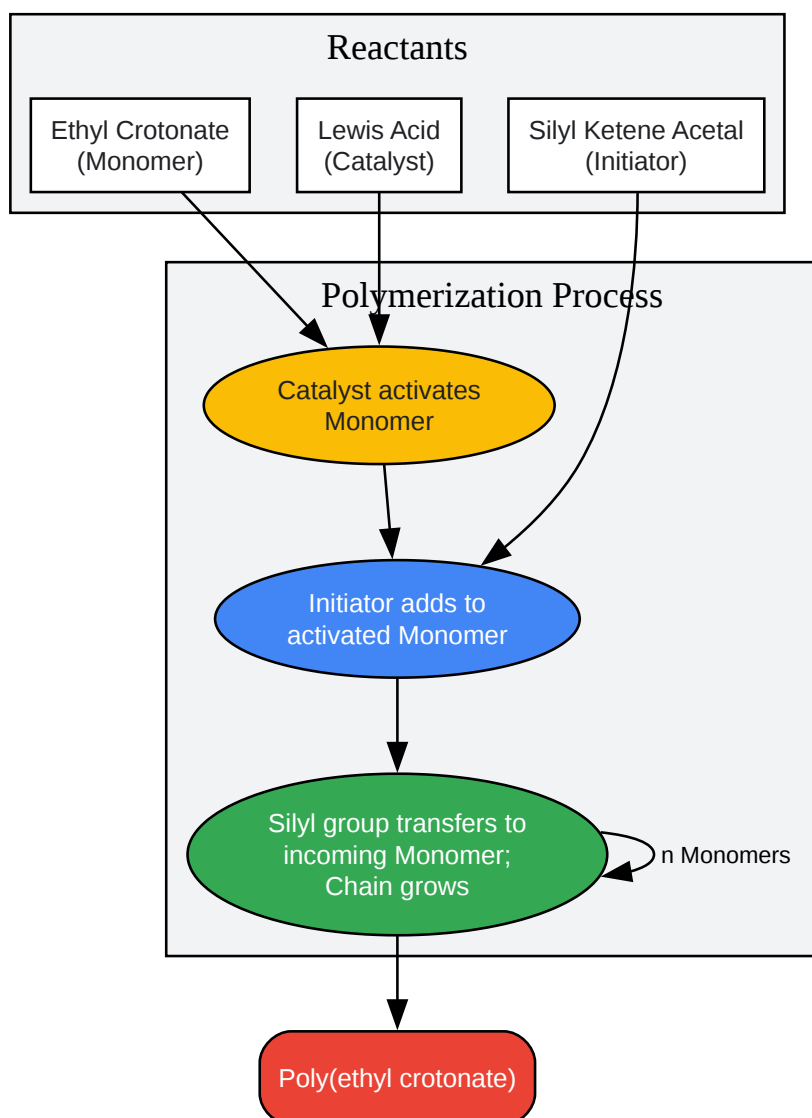 Reactants
Ethyl Crotonate
(Monomer)
Lewis Acid
(Catalyst)
Silyl Ketene Acetal
(Initiator)
Polymerization Process
Catalyst activates
Monomer
Initiator adds to
activated Monomer
Silyl group transfers to
incoming Monomer;
Chain grows
n Monomers
Poly(ethyl crotonate)